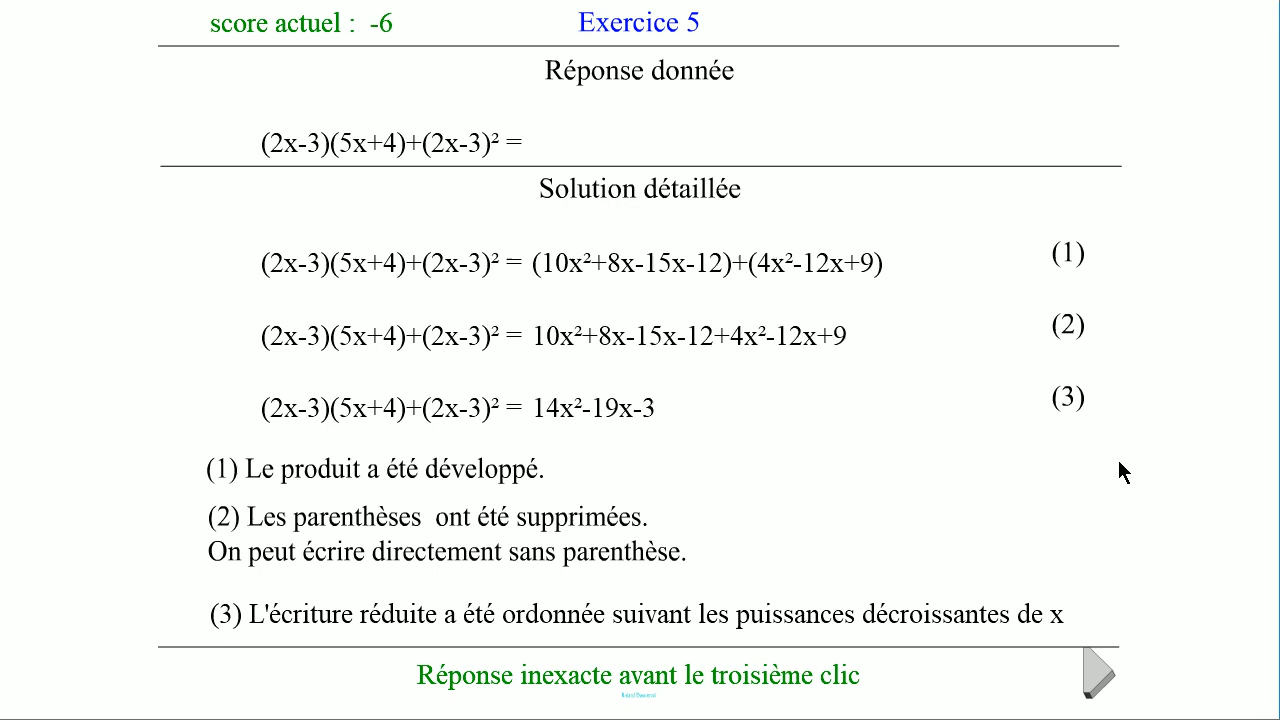 score actuel :  -6
Exercice 5
Réponse donnée
(2x-3)(5x+4)+(2x-3)² =
Solution détaillée
(2x-3)(5x+4)+(2x-3)² = (10x²+8x-15x-12)+(4x²-12x+9) (1)
(2x-3)(5x+4)+(2x-3)² = 10x²+8x-15x-12+4x²-12x+9 (2)
(2x-3)(5x+4)+(2x-3)² = 14x²-19x-3 (3)
(1) Le produit a été développé.
(2) Les parenthèses  ont été supprimées.
On peut écrire directement sans parenthèse.
(3) L'écriture réduite a été ordonnée suivant les puissances décroissantes de x
Réponse inexacte avant le troisième clic